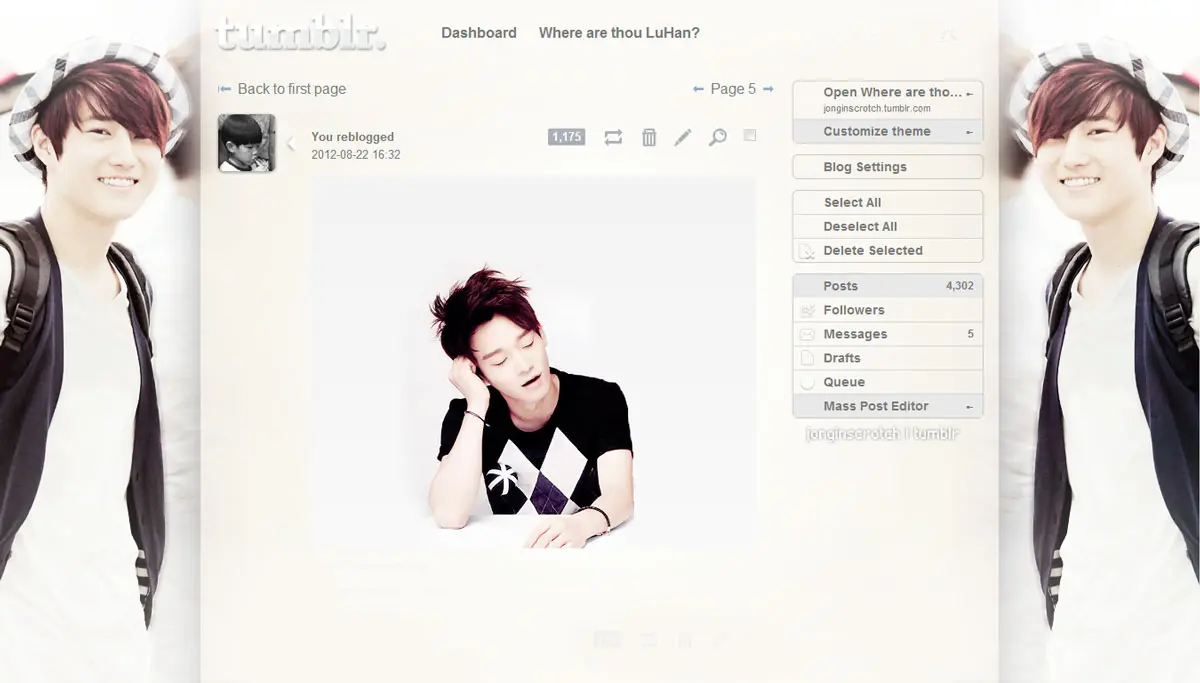 tumblr.
Dashboard Where are thou LuHan?
Back to first page
Page 5
You reblogged
2012-08-22 16:32
1,175
Open Where are tho...
jonginscrotch.tumblr.com
Customize theme
Blog Settings
Select All
Deselect All
Delete Selected
Posts 4,302
Followers
Messages 5
Drafts
Queue
Mass Post Editor
jonginscrotch | tumblr